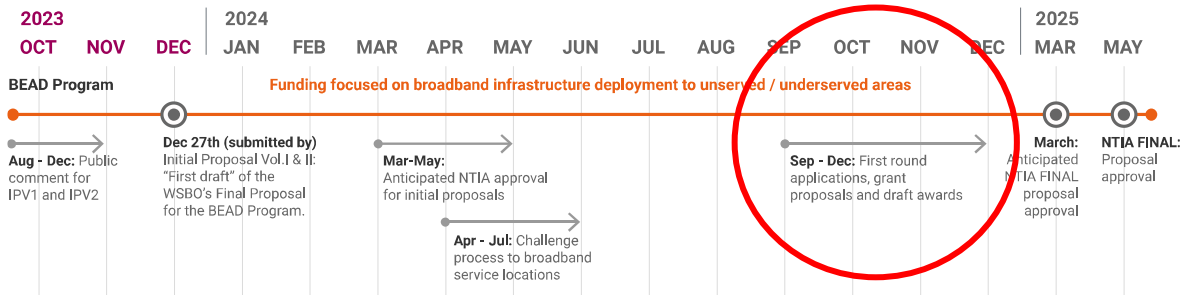 2023
2024
2025
OCT NOV DEC JAN FEB MAR APR MAY JUN JUL AUG SEP OCT NOV DEC MAR MAY
BEAD Program
Funding focused on broadband infrastructure deployment to unserved / underserved areas
Aug - Dec: Public
comment for
IPV1 and IPV2
Dec 27th (submitted by)
Initial Proposal Vol.I & II:
“First draft” of the
WSBO’s Final Proposal
for the BEAD Program.
Mar-May:
Anticipated NTIA approval
for initial proposals
Apr - Jul: Challenge
process to broadband
service locations
Sep - Dec: First round
applications, grant
proposals and draft awards
March:
Anticipated
NTIA FINAL
proposal
approval
NTIA FINAL:
Proposal
approval